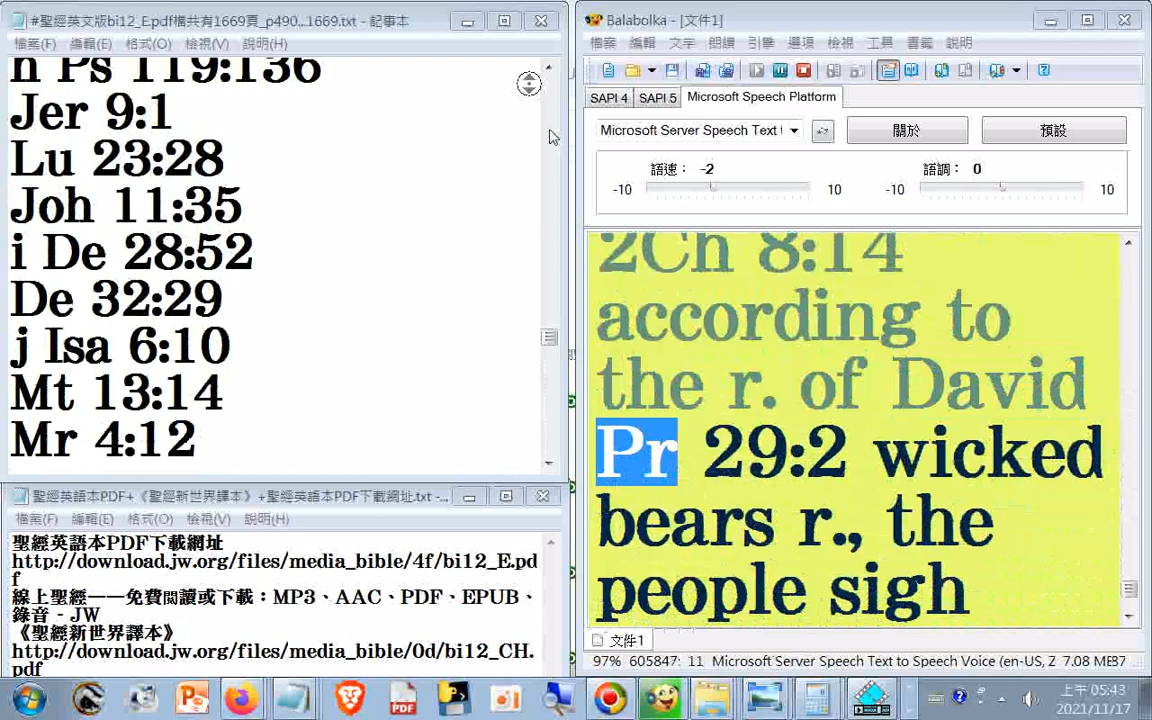 #聖經英文版bi12_E.pdf橫共有1669頁_p490,..1669.txt - 記事本
檔案(F) 編輯(E) 格式(O) 檢視(V) 說明(H)
n Ps 119:136
Jer 9:1
Lu 23:28
Joh 11:35
i De 28:52
De 32:29
j Isa 6:10
Mt 13:14
Mr 4:12
聖經英語本PDF+《聖經新世界譯本》+聖經英語本PDF下載網址.txt -...
檔案(F) 編輯(E) 格式(O) 檢視(V) 說明(H)
聖經英語本PDF下載網址
http://download.jw.org/files/media_bible/4f/bi12_E.pd
f
線上聖經──免費閱讀或下載：MP3、AAC、PDF、EPUB、
錄音 - JW
《聖經新世界譯本》
http://download.jw.org/files/media_bible/0d/bi12_CH.
pdf
Balabolka - [文件1]
檔案 編輯 文字 朗讀 引擎 選項 檢視 工具 書籤 說明
SAPI 4 SAPI 5 Microsoft Speech Platform
Microsoft Server Speech Text t 關於 預設
語速： -2 語調： 0
-10 10 -10 10
2Ch 8:14
according to
the r. of David
Pr 29:2 wicked
bears r., the
people sigh
文件1
97% 605847: 11 Microsoft Server Speech Text to Speech Voice (en-US, Z 7.08 ME 87
上午 05:43
2021/11/17